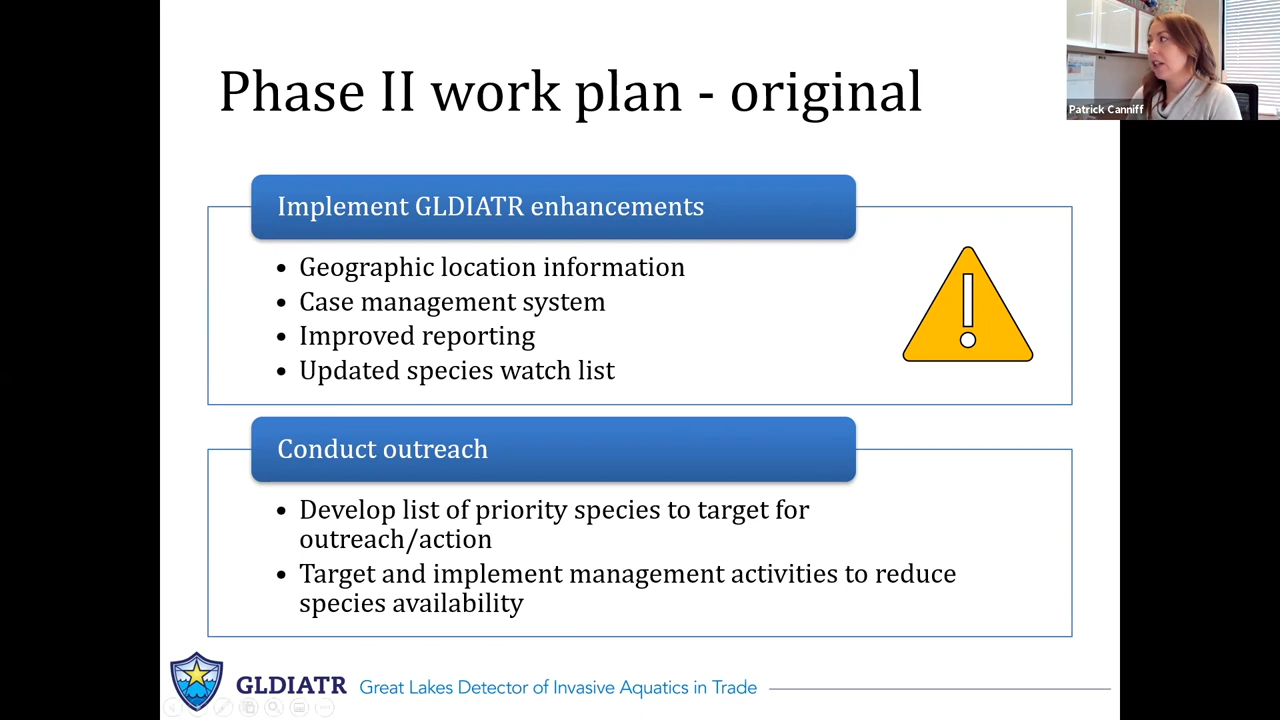 Phase II work plan - original
Patrick Canniff
Implement GLDIATR enhancements
• Geographic location information
• Case management system
• Improved reporting
• Updated species watch list
Conduct outreach
• Develop list of priority species to target for
outreach/action
• Target and implement management activities to reduce
species availability
GLDIATR Great Lakes Detector of Invasive Aquatics in Trade